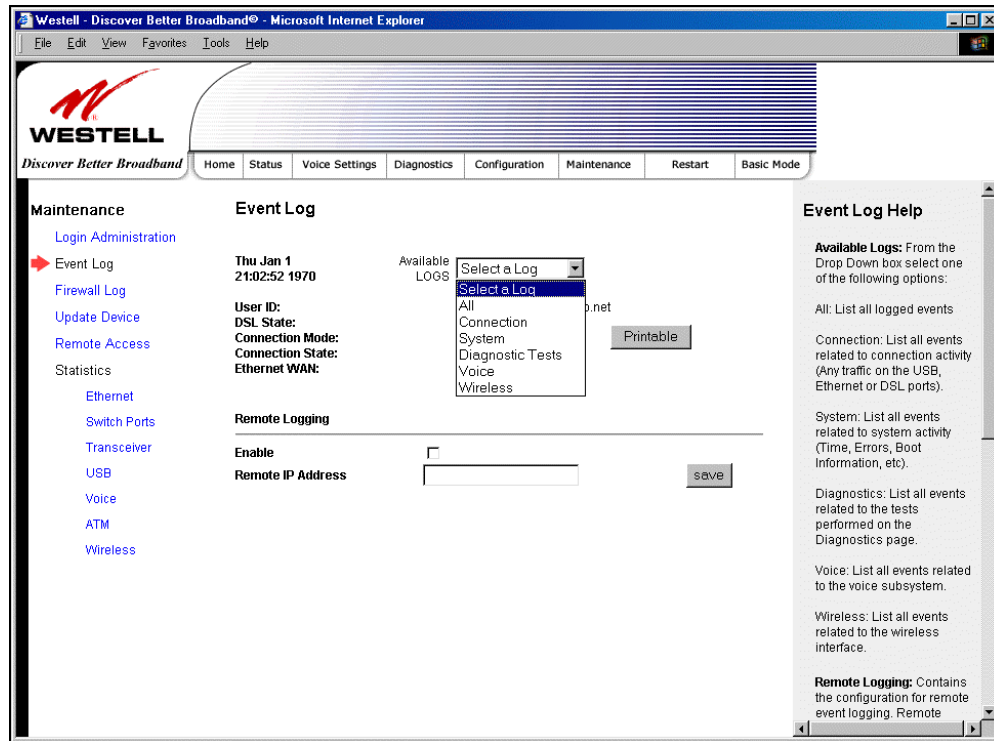 Westell - Discover Better Broadband® - Microsoft Internet Explorer
File Edit View Favorites Tools Help
WESTELL
Discover Better Broadband
Home Status Voice Settings Diagnostics Configuration Maintenance Restart Basic Mode
Maintenance
Login Administration
Event Log
Firewall Log
Update Device
Remote Access
Statistics
Ethernet
Switch Ports
Transceiver
USB
Voice
ATM
Wireless
Event Log
Thu Jan 1
21:02:52 1970
Available
LOGS
Select a Log
Select a Log
All
Connection
System
Diagnostic Tests
Voice
Wireless
User ID:
.net
DSL State:
Connection Mode:
Connection State:
Ethernet WAN:
Printable
Remote Logging
Enable
Remote IP Address
save
Event Log Help
Available Logs: From the
Drop Down box select one
of the following options:
All: List all logged events
Connection: List all events
related to connection activity
(Any traffic on the USB,
Ethernet or DSL ports).
System: List all events
related to system activity
(Time, Errors, Boot
Information, etc).
Diagnostics: List all events
related to the tests
performed on the
Diagnostics page.
Voice: List all events related
to the voice subsystem.
Wireless: List all events
related to the wireless
interface.
Remote Logging: Contains
the configuration for remote
event logging. Remote